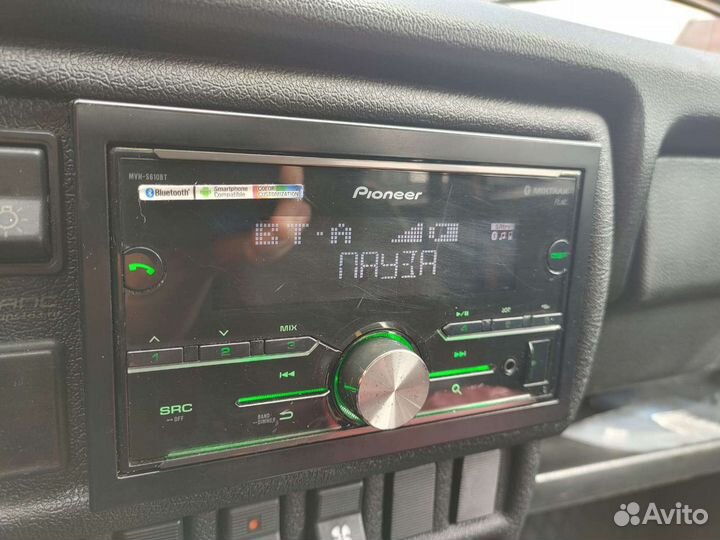 MVH-S610BT
Bluetooth
Smartphone
Compatible
COLOR
CUSTOMIZATION
Pioneer
MIXTRAX
BT-A
ПАУЗА
MIX
1
2
3
4
SRC
OFF
BAND
DIMMER
Avito